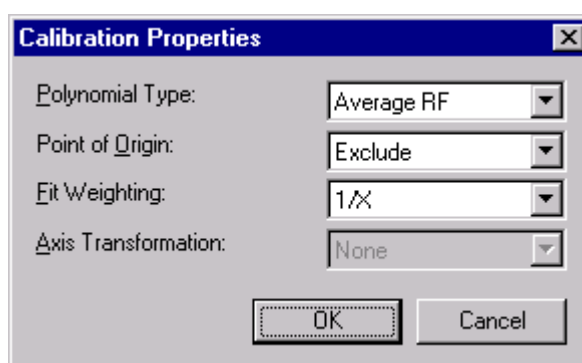 Calibration Properties
Polynomial Type: Average RF
Point of Origin: Exclude
Fit Weighting: 1/X
Axis Transformation: None
OK Cancel